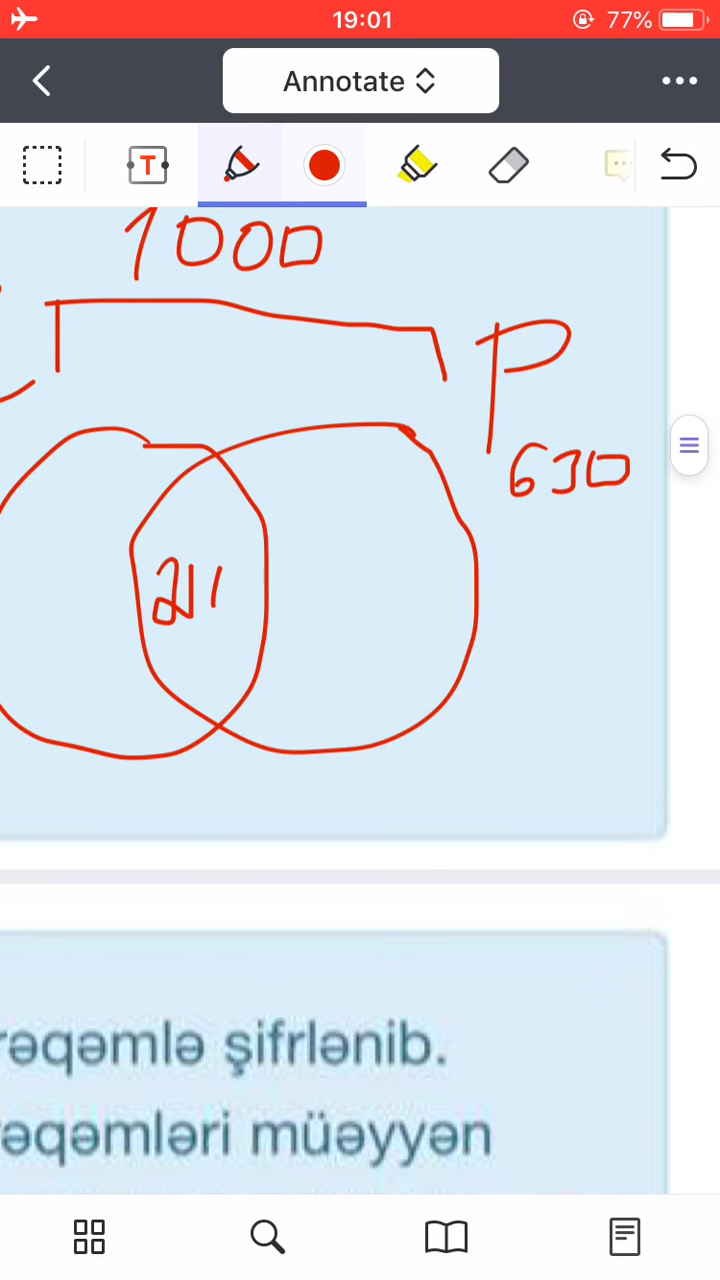 19:01
77%
Annotate
T
1000
P
630
211
rəqəmlə şifrlənib.
rəqəmləri müəyyən